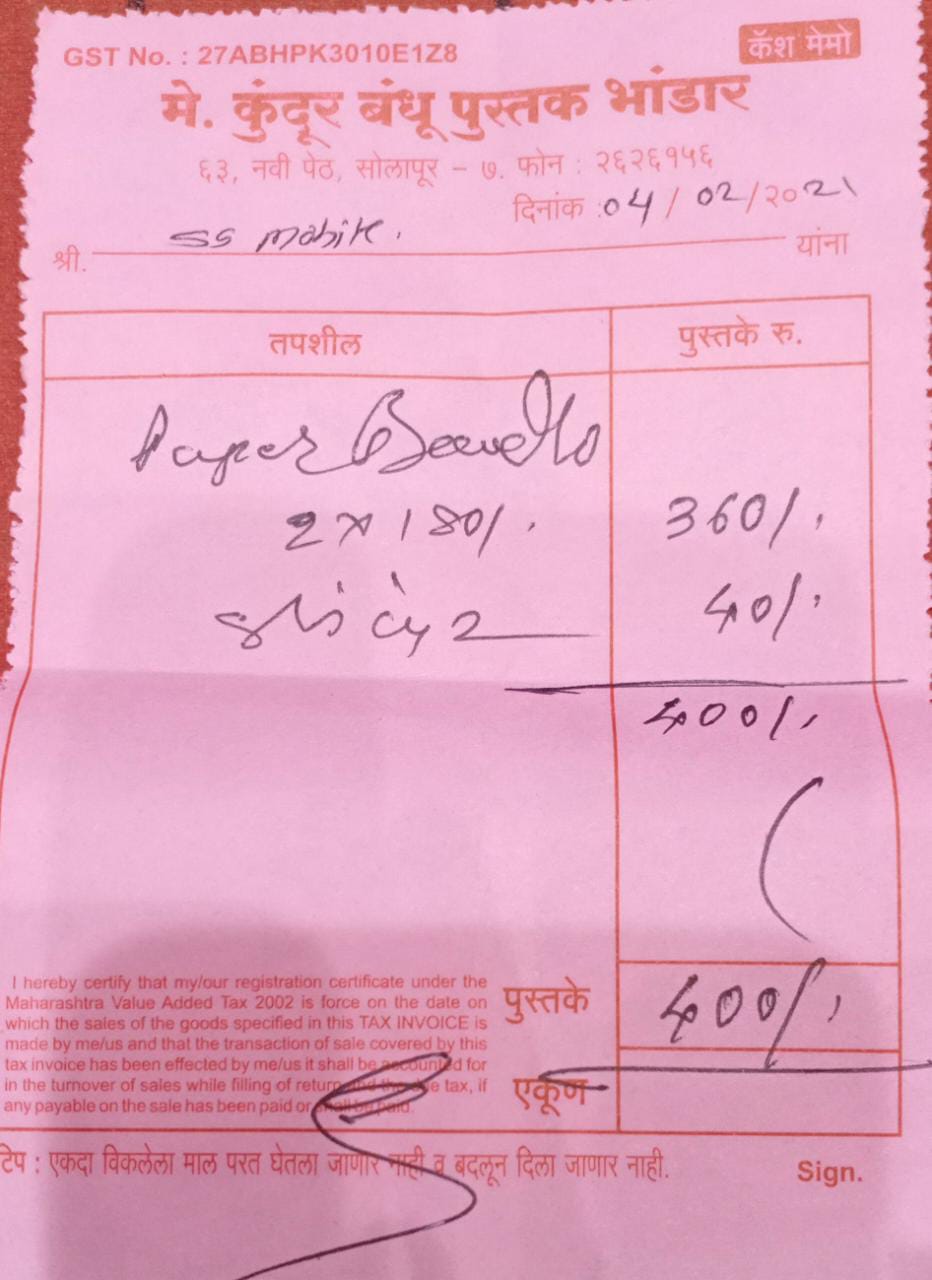 GST No. : 27ABHPK3010E1Z8
कॅश मेमो
मे. कुंदूर बंधू पुस्तक भांडार
६३, नवी पेठ, सोलापूर – ७. फोन : २६२६१५६
दिनांक :04/02/२०21
श्री. SS mohite. यांना
तपशील पुस्तके रु.
Paper
2 x 180/. 360/.
40/.
400/.
I hereby certify that my/our registration certificate under the
Maharashtra Value Added Tax 2002 is force on the date on
which the sales of the goods specified in this TAX INVOICE is
made by me/us and that the transaction of sale covered by this
tax invoice has been effected by me/us it shall be accounted for
in the turnover of sales while filling of return and the due tax, if
any payable on the sale has been paid or shall be paid.
पुस्तके 400/.
एकूण
टिप : एकदा विकलेला माल परत घेतला जाणार नाही व बदलून दिला जाणार नाही.
Sign.